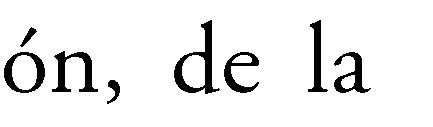 ón, de la